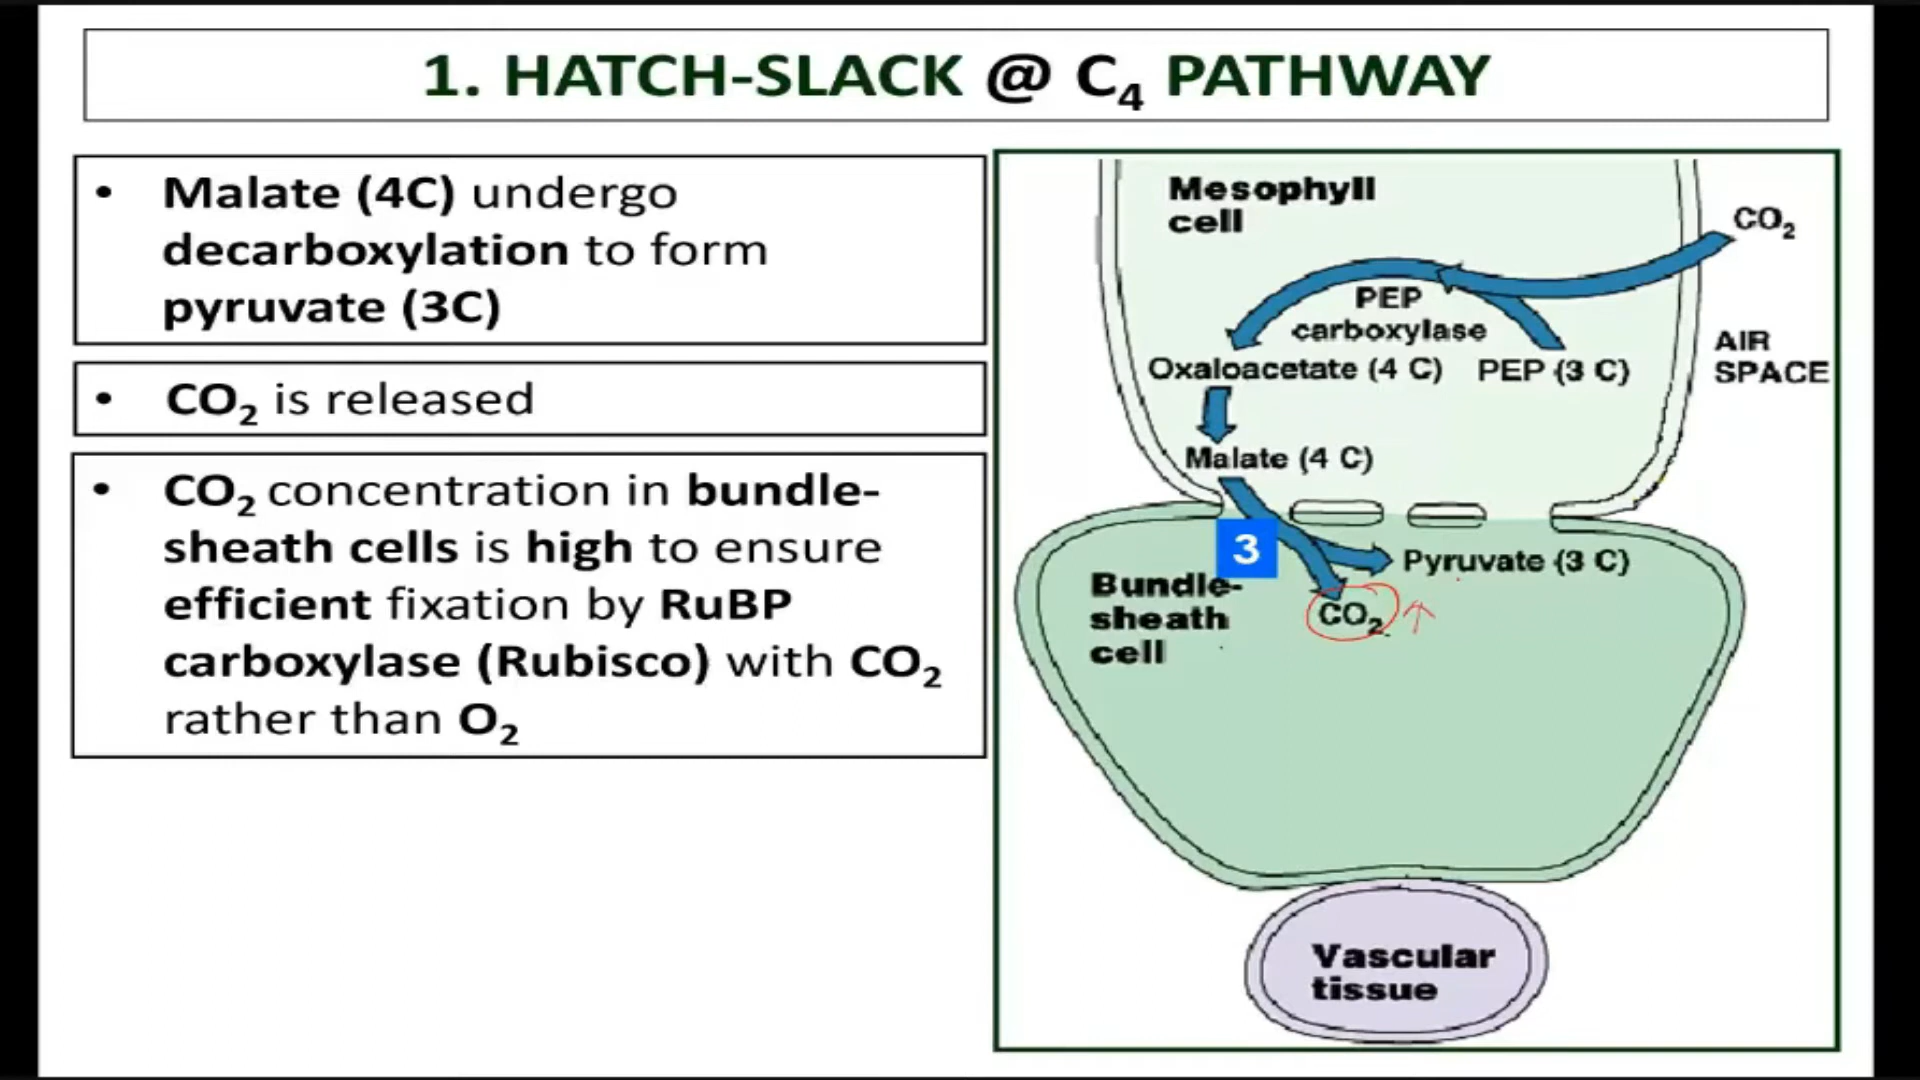 1. HATCH-SLACK @ C₄ PATHWAY
• Malate (4C) undergo
decarboxylation to form
pyruvate (3C)
• CO₂ is released
• CO₂ concentration in bundle-
sheath cells is high to ensure
efficient fixation by RuBP
carboxylase (Rubisco) with CO₂
rather than O₂
Mesophyll
cell
CO₂
PEP
carboxylase
AIR
SPACE
Oxaloacetate (4 C)
PEP (3 C)
Malate (4 C)
3
Pyruvate (3 C)
Bundle-
sheath
cell
CO₂
Vascular
tissue